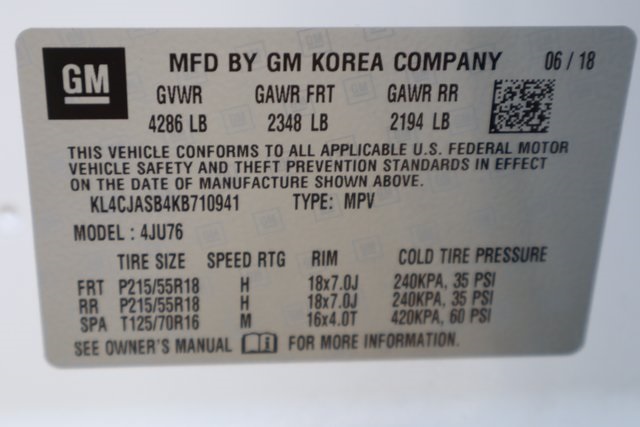 GM
MFD BY GM KOREA COMPANY 06 / 18
GVWR GAWR FRT GAWR RR
4286 LB 2348 LB 2194 LB
THIS VEHICLE CONFORMS TO ALL APPLICABLE U.S. FEDERAL MOTOR
VEHICLE SAFETY AND THEFT PREVENTION STANDARDS IN EFFECT
ON THE DATE OF MANUFACTURE SHOWN ABOVE.
KL4CJASB4KB710941 TYPE: MPV
MODEL : 4JU76
TIRE SIZE SPEED RTG RIM COLD TIRE PRESSURE
FRT P215/55R18 H 18x7.0J 240KPA, 35 PSI
RR P215/55R18 H 18x7.0J 240KPA, 35 PSI
SPA T125/70R16 M 16x4.0T 420KPA, 60 PSI
SEE OWNER'S MANUAL FOR MORE INFORMATION.